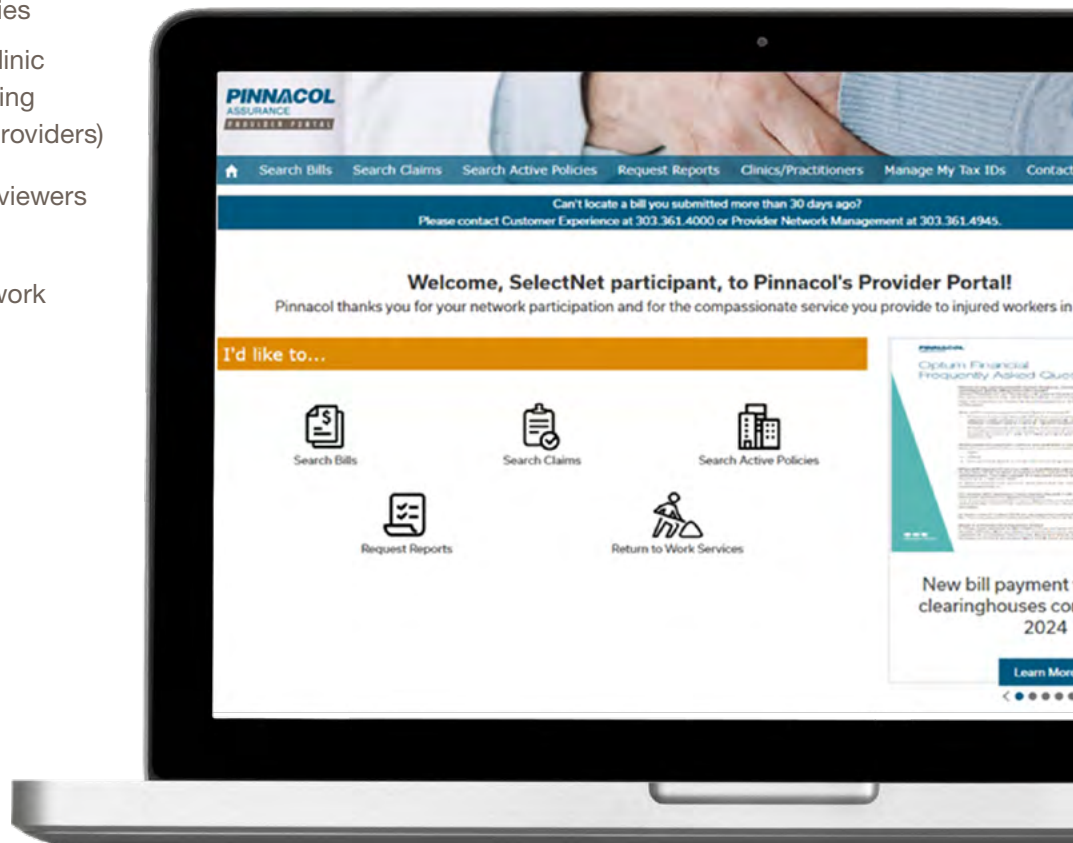 ies
linic
ing
roviders)
viewers
work
PINNACOL
ASSURANCE
PROVIDER PORTAL
Search Bills Search Claims Search Active Policies Request Reports Clinics/Practitioners Manage My Tax IDs Contact
Can't locate a bill you submitted more than 30 days ago?
Please contact Customer Experience at 303.361.4000 or Provider Network Management at 303.361.4945.
Welcome, SelectNet participant, to Pinnacol's Provider Portal!
Pinnacol thanks you for your network participation and for the compassionate service you provide to injured workers in
I'd like to...
Search Bills
Search Claims
Search Active Policies
Request Reports
Return to Work Services
PINNACOL
Optum Financial
Frequently Asked Ques
New bill payment
clearinghouses co
2024
Learn More